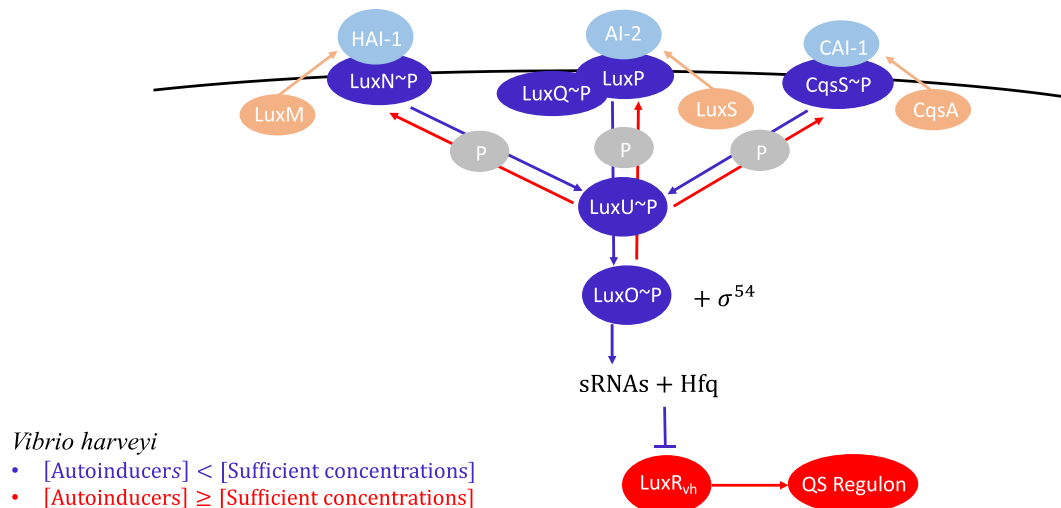 HAI-1
AI-2
CAI-1
LuxN~P
LuxP
CqsS~P
LuxQ~P
LuxM
LuxS
CqsA
P
P
P
LuxU~P
LuxO~P
+ σ⁵⁴
sRNAs + Hfq
Vibrio harveyi
• [Autoinducers] < [Sufficient concentrations]
• [Autoinducers] ≥ [Sufficient concentrations]
LuxRvh
QS Regulon